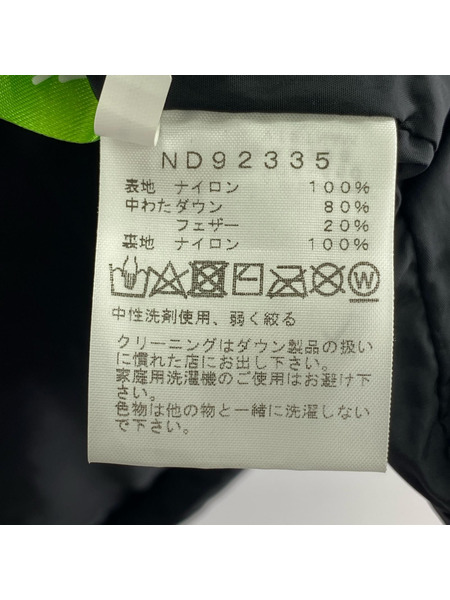 ND92335
表地 ナイロン 100%
中わたダウン 80%
フェザー 20%
裏地 ナイロン 100%
W
中性洗剤使用、弱く絞る
クリーニングはダウン製品の扱い
に慣れた店にお出し下さい。
家庭用洗濯機のご使用はお避け下
さい。
色物は他の物と一緒に洗濯しない
で下さい。